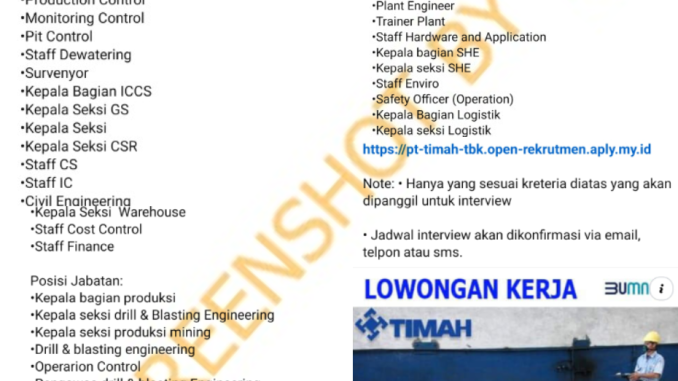 •Production Control
•Monitoring Control
•Pit Control
•Staff Dewatering
•Survenyor
•Kepala Bagian ICCS
•Kepala Seksi GS
•Kepala Seksi
•Kepala Seksi CSR
•Staff CS
•Staff IC
•Civil Engineering
•Kepala Seksi Warehouse
•Staff Cost Control
•Staff Finance
Posisi Jabatan:
•Kepala bagian produksi
•Kepala seksi drill & Blasting Engineering
•Kepala seksi produksi mining
•Drill & blasting engineering
•Operarion Control
•Pengawas drill & blasting Engineering
•Plant Engineer
•Trainer Plant
•Staff Hardware and Application
•Kepala bagian SHE
•Kepala seksi SHE
•Staff Enviro
•Safety Officer (Operation)
•Kepala Bagian Logistik
•Kepala seksi Logistik
https://pt-timah-tbk.open-rekrutmen.aply.my.id
Note: • Hanya yang sesuai kreteria diatas yang akan
dipanggil untuk interview
• Jadwal interview akan dikonfirmasi via email,
telpon atau sms.
LOWONGAN KERJA
BUMN
i
TIMAH
REENSHOT BY